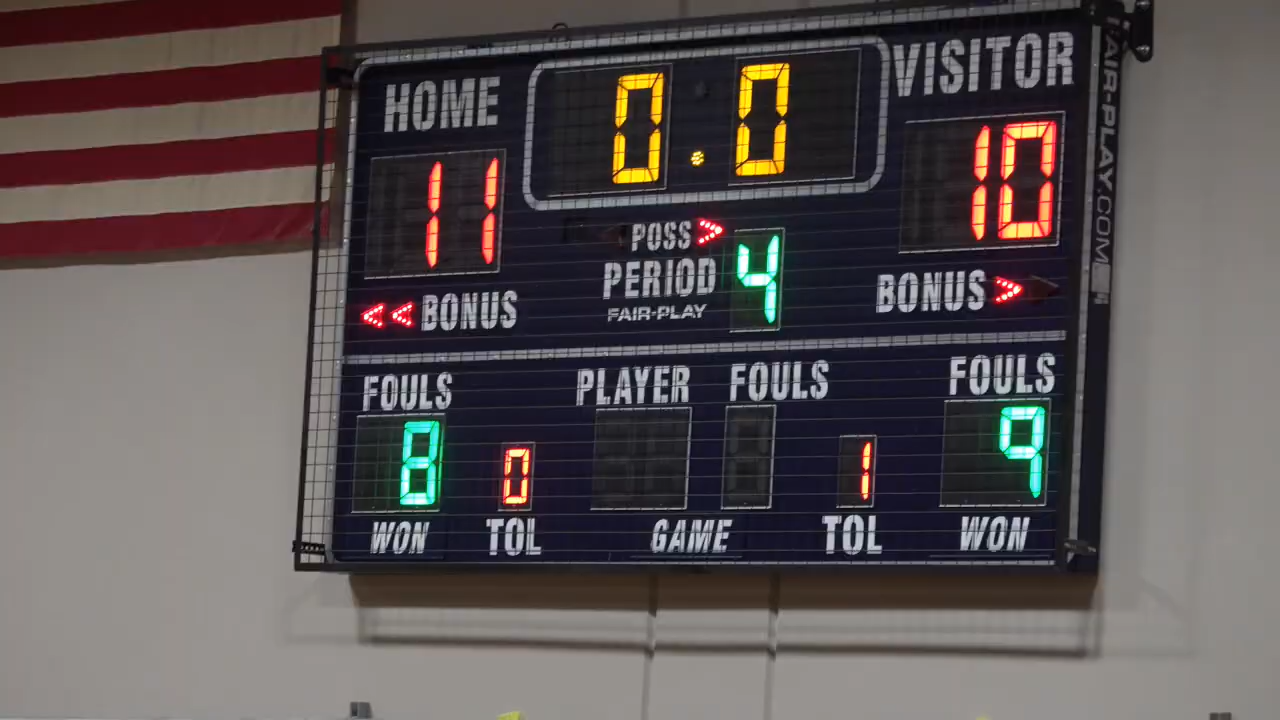 HOME 0.0 VISITOR
11 10
POSS >
PERIOD 4
<< BONUS FAIR-PLAY BONUS >
FOULS PLAYER FOULS FOULS
8 0 1 9
WON TOL GAME TOL WON
FAIR-PLAY.COM